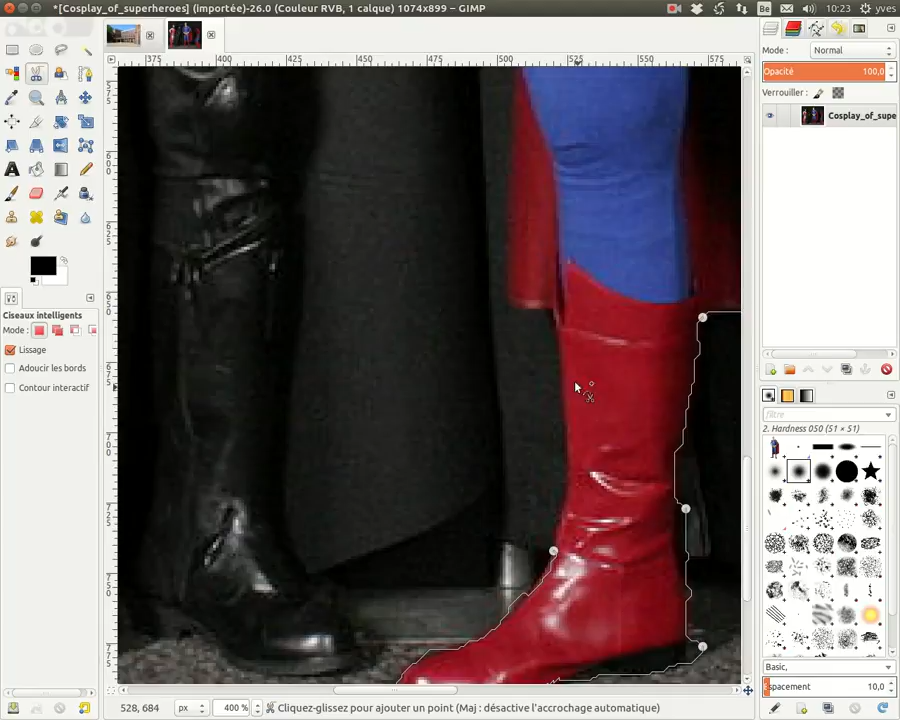 *[Cosplay_of_superheroes] (importée)-26.0 (Couleur RVB, 1 calque) 1074x899 – GIMP
Be
10:23
yves
375
400
425
450
475
500
525
550
575
Mode :
Normal
Opacité
100,0
Verrouiller :
Cosplay_of_supe
Ciseaux intelligents
Mode :
Lissage
Adoucir les bords
Contour interactif
filtre
2. Hardness 050 (51 × 51)
Basic,
Espacement
10,0
528, 684
px
400 %
Cliquez-glissez pour ajouter un point (Maj : désactive l'accrochage automatique)